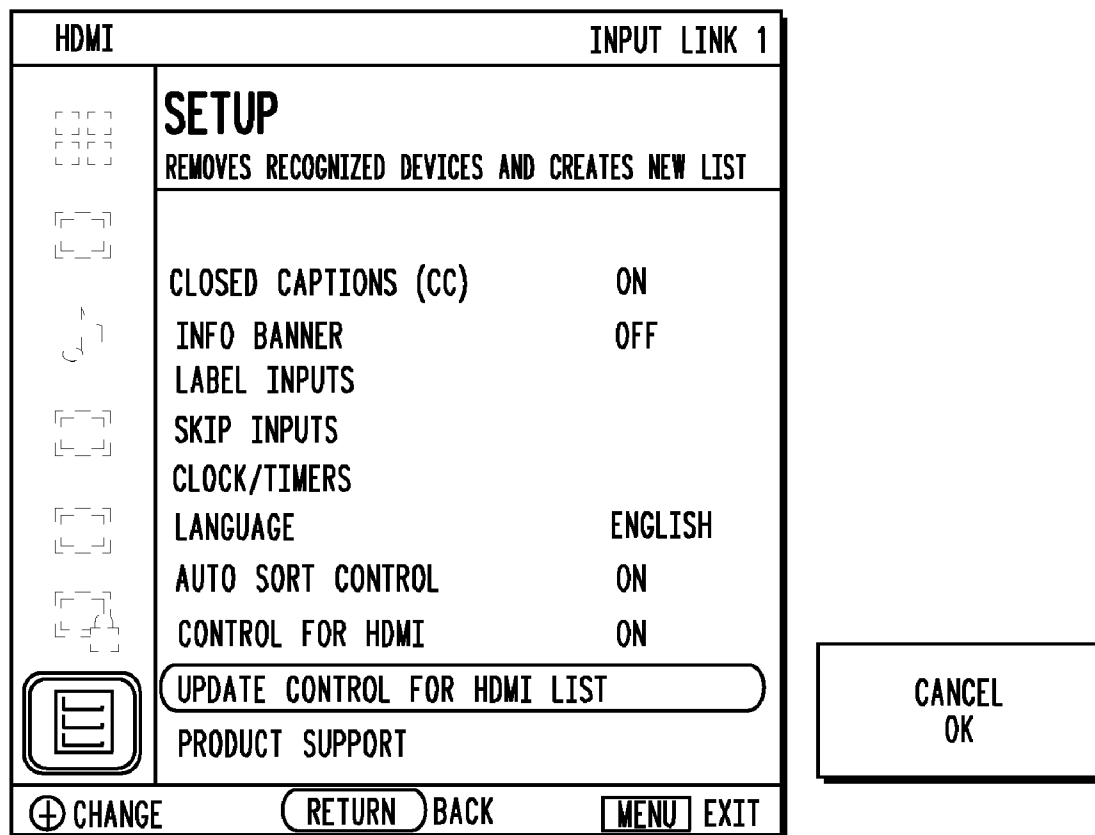 HDMI INPUT LINK 1
SETUP
REMOVES RECOGNIZED DEVICES AND CREATES NEW LIST
CLOSED CAPTIONS (CC) ON
INFO BANNER OFF
LABEL INPUTS
SKIP INPUTS
CLOCK/TIMERS
LANGUAGE ENGLISH
AUTO SORT CONTROL ON
CONTROL FOR HDMI ON
UPDATE CONTROL FOR HDMI LIST
PRODUCT SUPPORT
CANCEL
OK
CHANGE RETURN BACK MENU EXIT